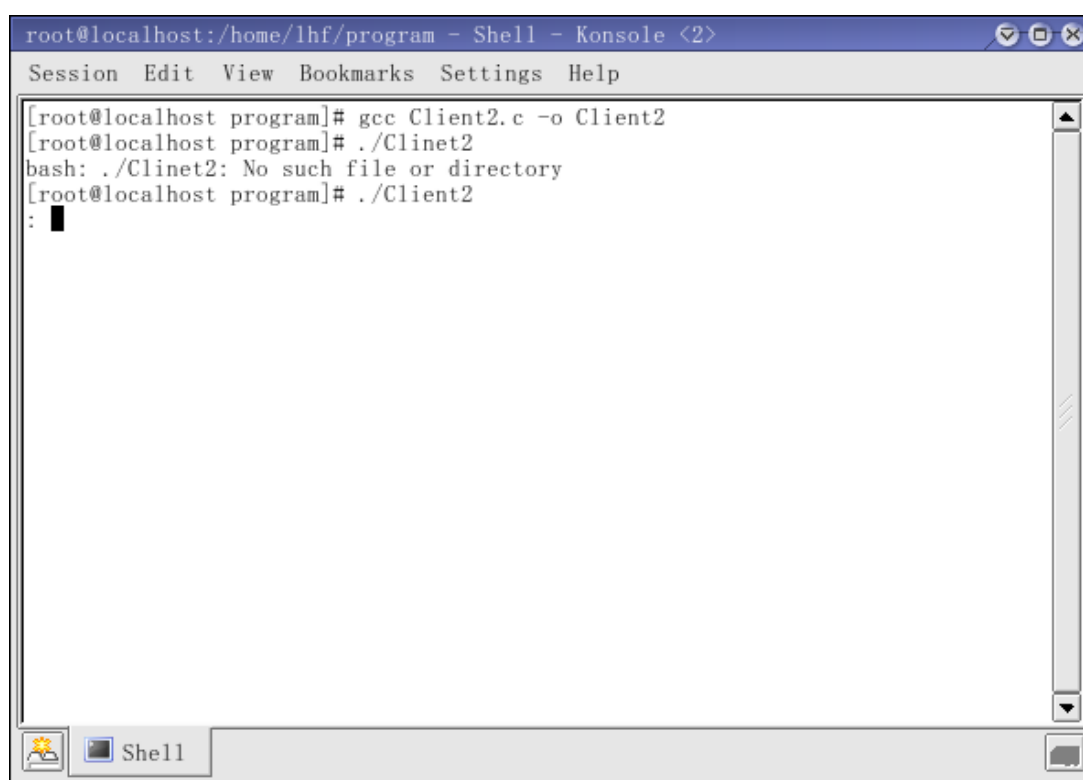 root@localhost:/home/lhf/program - Shell - Konsole <2>
Session Edit View Bookmarks Settings Help
[root@localhost program]# gcc Client2.c -o Client2
[root@localhost program]# ./Clinet2
bash: ./Clinet2: No such file or directory
[root@localhost program]# ./Client2
:
Shell